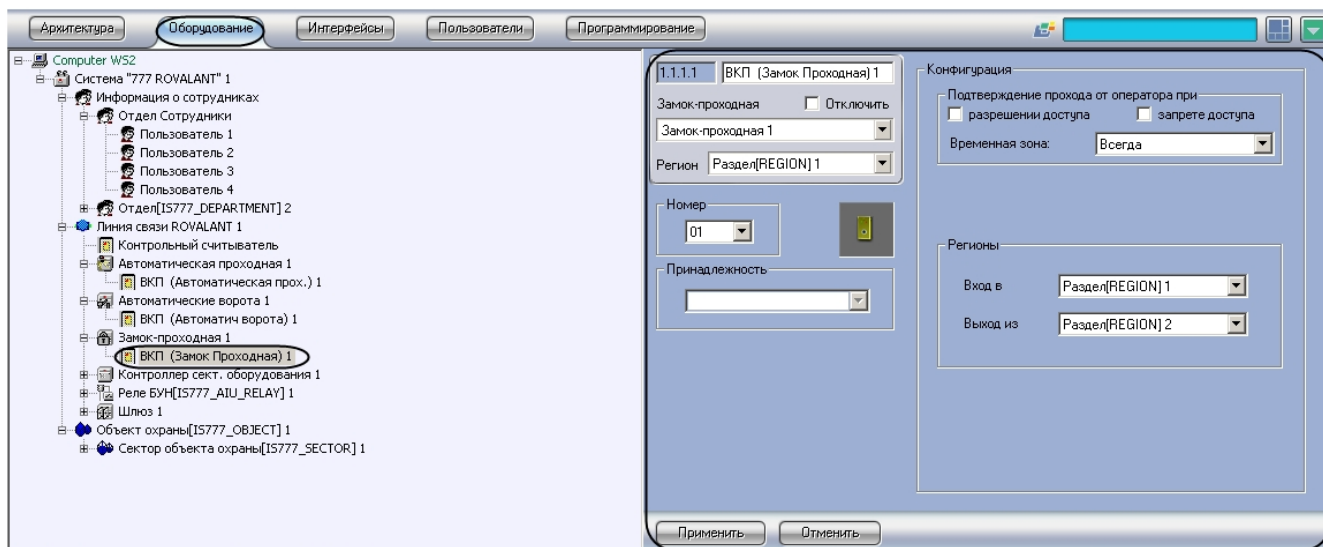 Архитектура
Оборудование
Интерфейсы
Пользователи
Программирование
Computer WS2
Система "777 ROVALANT" 1
Информация о сотрудниках
Отдел Сотрудники
Пользователь 1
Пользователь 2
Пользователь 3
Пользователь 4
Отдел[IS777_DEPARTMENT] 2
Линия связи ROVALANT 1
Контрольный считыватель
Автоматическая проходная 1
ВКП (Автоматическая прох.) 1
Автоматические ворота 1
ВКП (Автоматич ворота) 1
Замок-проходная 1
ВКП (Замок Проходная) 1
Контроллер сект. оборудования 1
Реле БУН[IS777_AIU_RELAY] 1
Шлюз 1
Объект охраны[IS777_OBJECT] 1
Сектор объекта охраны[IS777_SECTOR] 1
1.1.1.1
ВКП (Замок Проходная) 1
Замок-проходная
Отключить
Замок-проходная 1
Регион
Раздел[REGION] 1
Номер
01
Принадлежность
Конфигурация
Подтверждение прохода от оператора при
разрешении доступа
запрете доступа
Временная зона:
Всегда
Регионы
Вход в
Раздел[REGION] 1
Выход из
Раздел[REGION] 2
Применить
Отменить